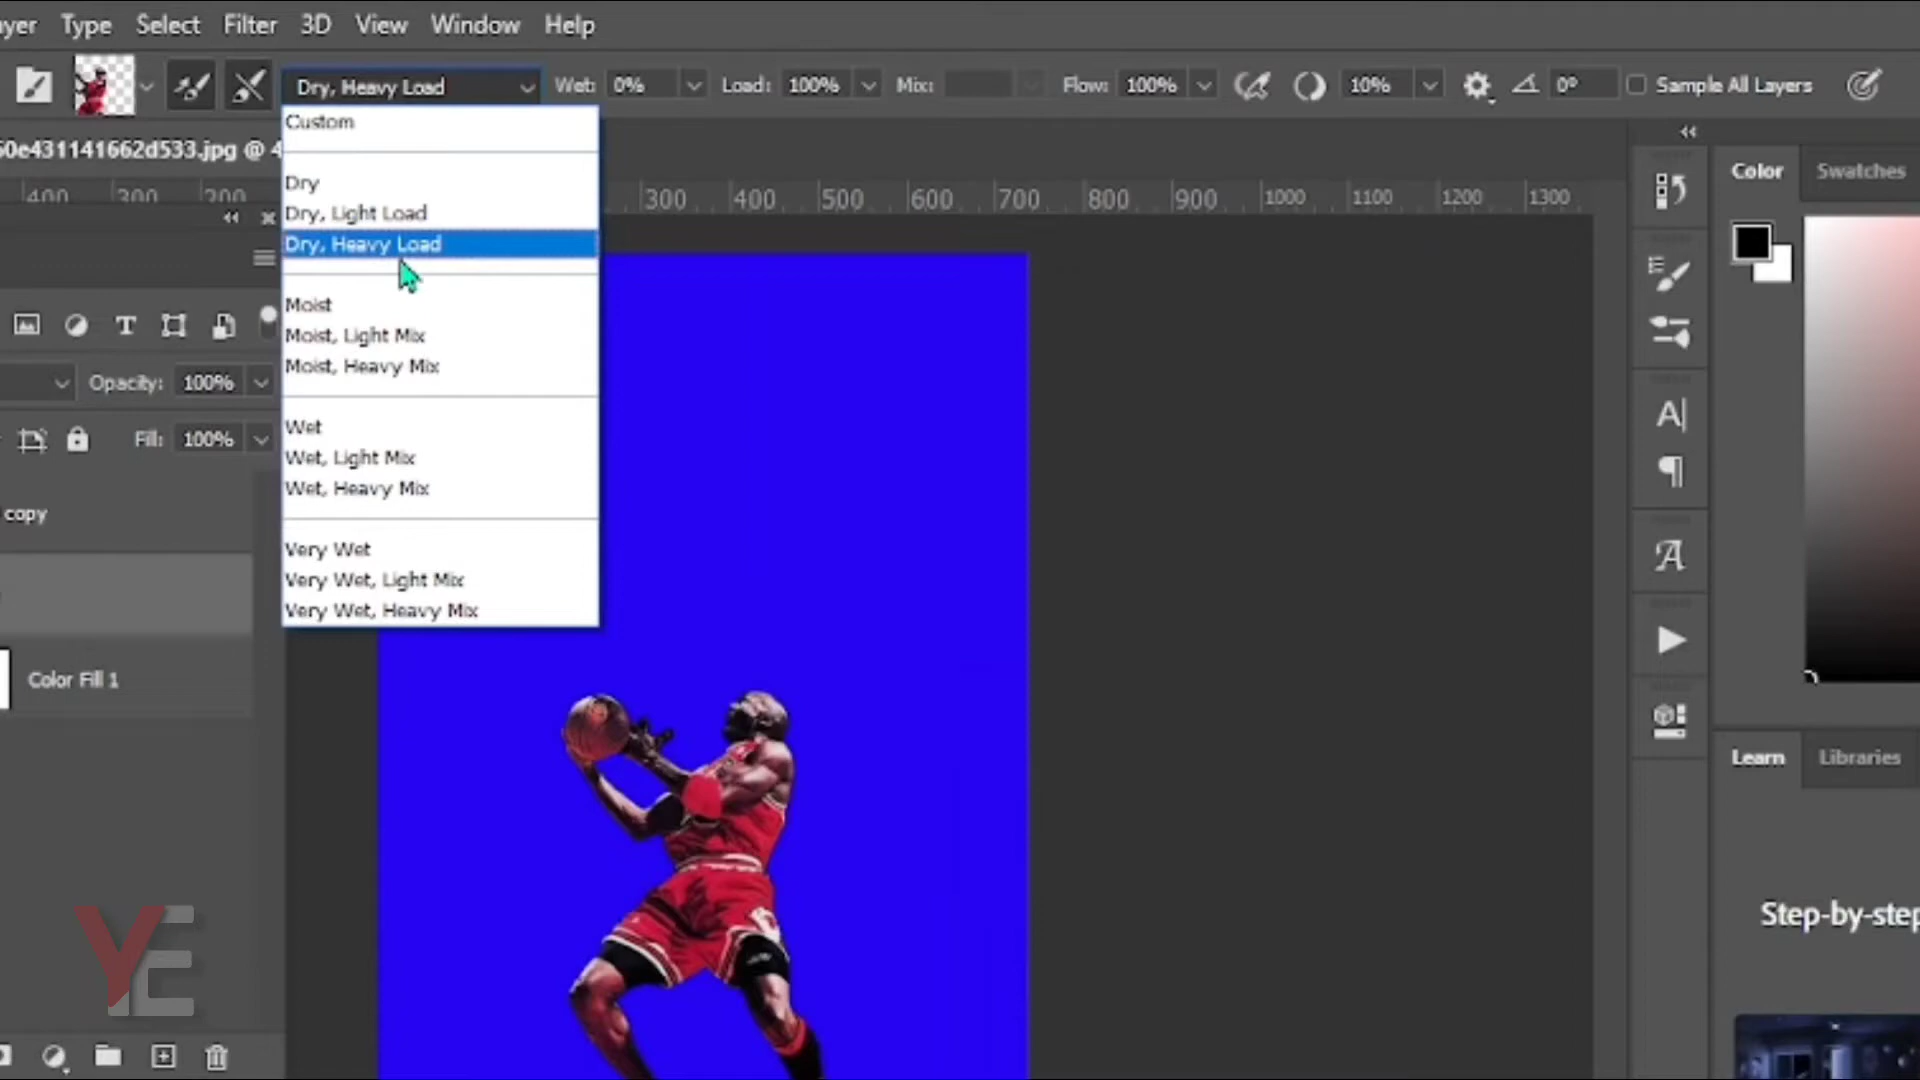 yer Type Select Filter 3D View Window Help
Dry, Heavy Load Wet: 0% Load: 100% Mix: Flow: 100% 10% 0° Sample All Layers
50e431141662d533.jpg @ 4
400 300 200 300 400 500 600 700 800 900 1000 1100 1200 1300
Custom
Dry
Dry, Light Load
Dry, Heavy Load
Moist
Moist, Light Mix
Moist, Heavy Mix
Wet
Wet, Light Mix
Wet, Heavy Mix
Very Wet
Very Wet, Light Mix
Very Wet, Heavy Mix
Opacity: 100%
Fill: 100%
copy
Color Fill 1
Color Swatches
Learn Libraries
Step-by-step
YE